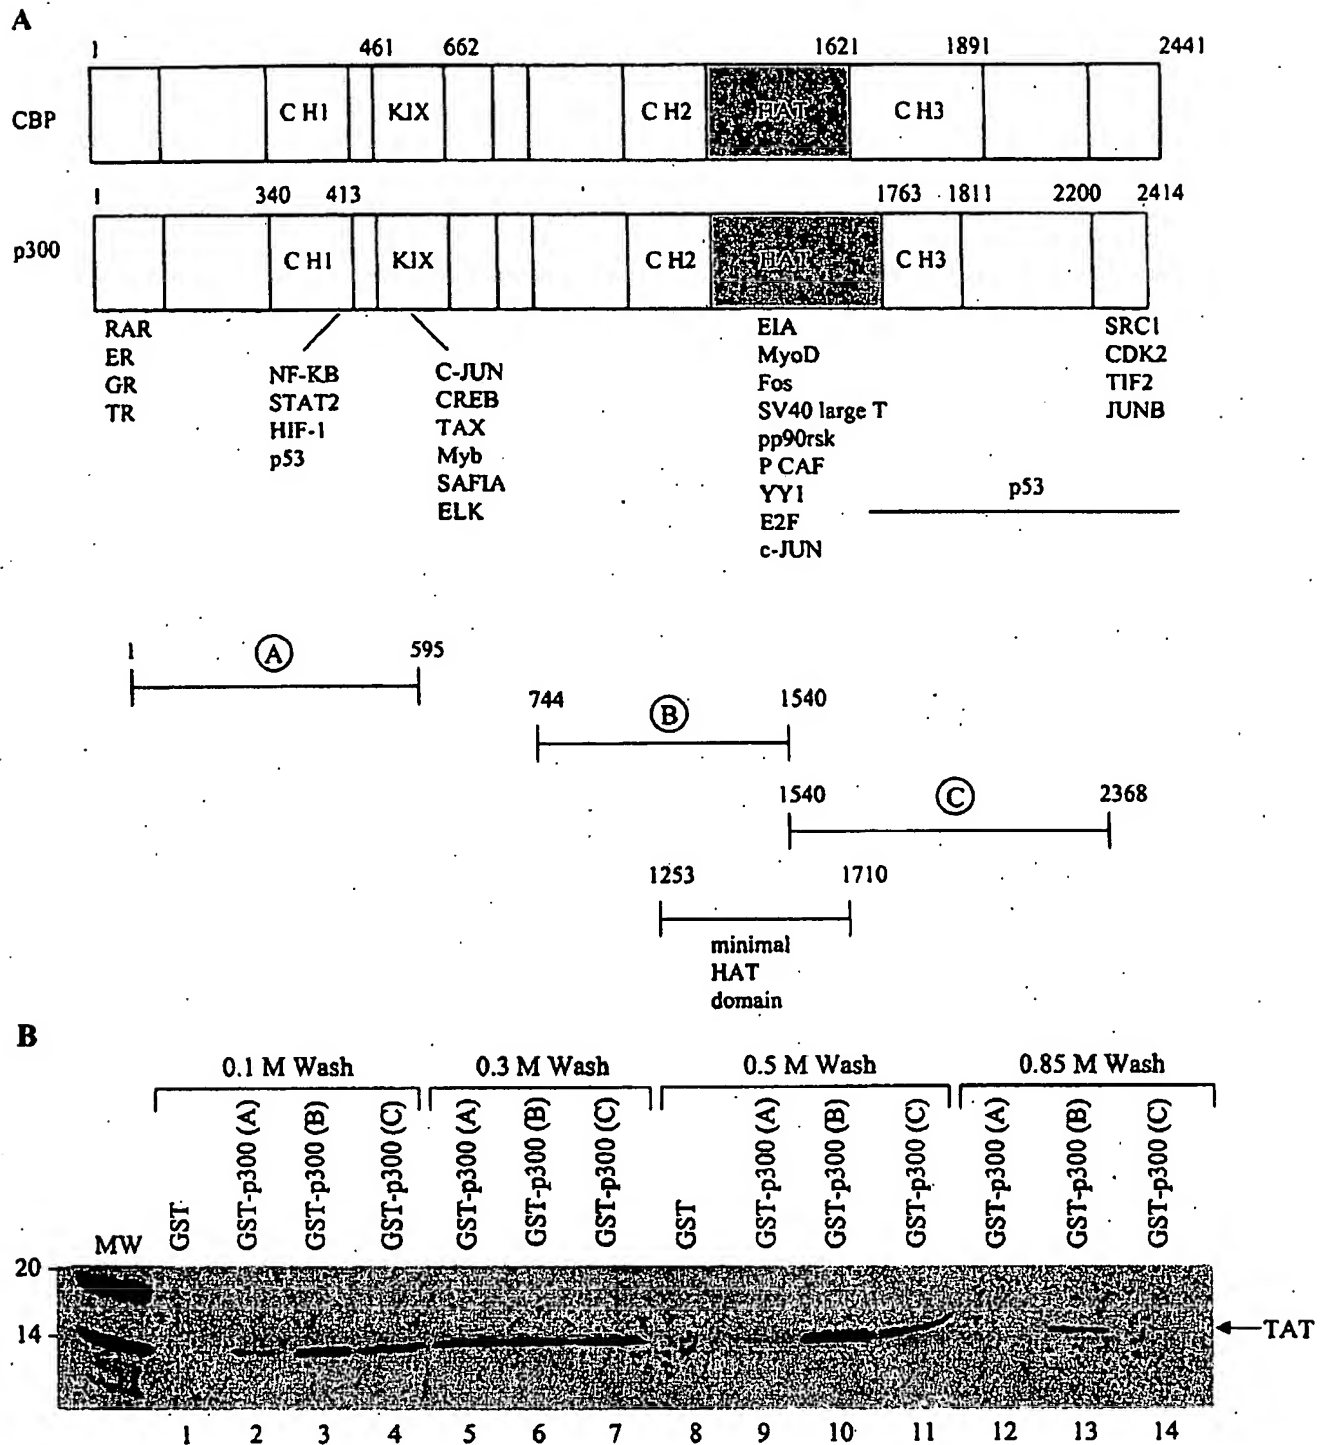 A
1 461 662 1621 1891 2441
CBP CH1 KIX CH2 HAT CH3
1 340 413 1763 1811 2200 2414
p300 CH1 KIX CH2 HAT CH3
RAR
ER
GR
TR
NF-KB
STAT2
HIF-1
p53
C-JUN
CREB
TAX
Myb
SAFIA
ELK
EIA
MyoD
Fos
SV40 large T
pp90rsk
P CAF
YY1
E2F
c-JUN
SRC1
CDK2
TIF2
JUNB
p53
1 A 595
744 B 1540
1540 C 2368
1253 1710
minimal
HAT
domain
B
0.1 M Wash 0.3 M Wash 0.5 M Wash 0.85 M Wash
MW GST GST-p300 (A) GST-p300 (B) GST-p300 (C) GST-p300 (A) GST-p300 (B) GST-p300 (C) GST GST-p300 (A) GST-p300 (B) GST-p300 (C) GST-p300 (A) GST-p300 (B) GST-p300 (C)
20
14 TAT
1 2 3 4 5 6 7 8 9 10 11 12 13 14